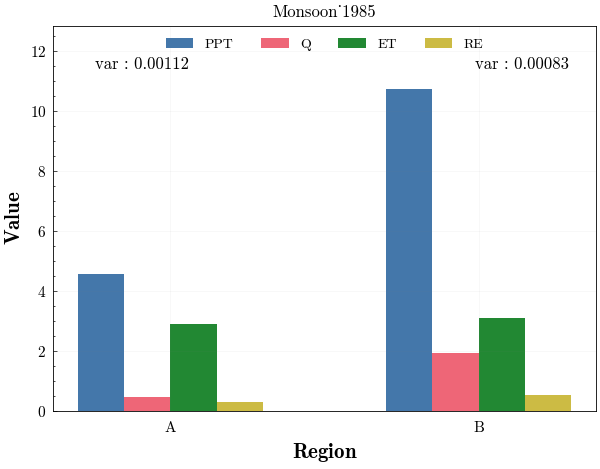 Monsoon˙1985
PPT Q ET RE
var : 0.00112 var : 0.00083
12
10
8
6
4
2
0
Value
A B
Region